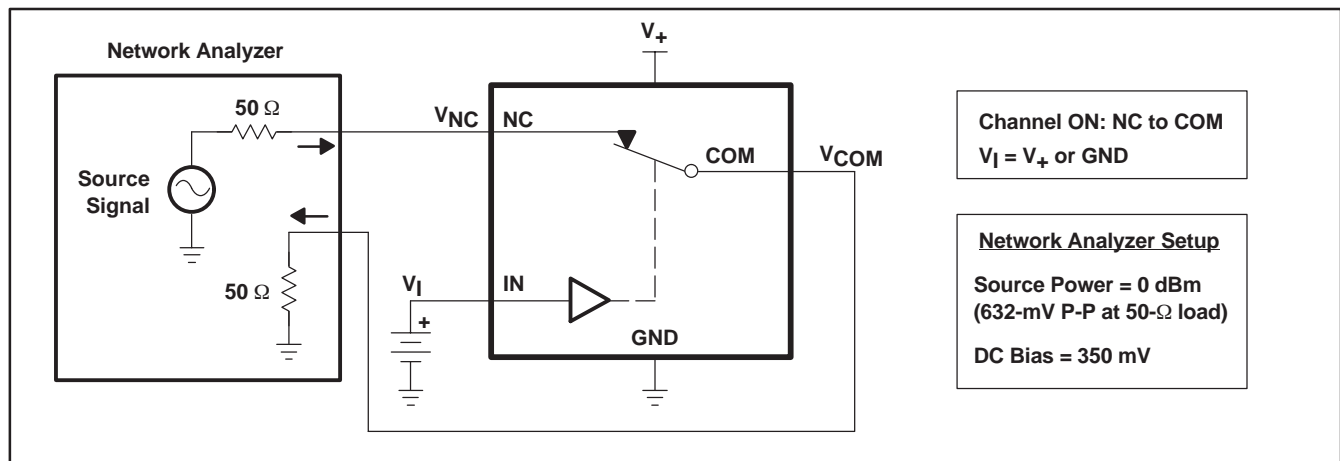 Network Analyzer
50 Ω
Source
Signal
50 Ω
V+
VNC
NC
COM
VCOM
VI
IN
+
GND
Channel ON: NC to COM
VI = V+ or GND
Network Analyzer Setup
Source Power = 0 dBm
(632-mV P-P at 50-Ω load)
DC Bias = 350 mV